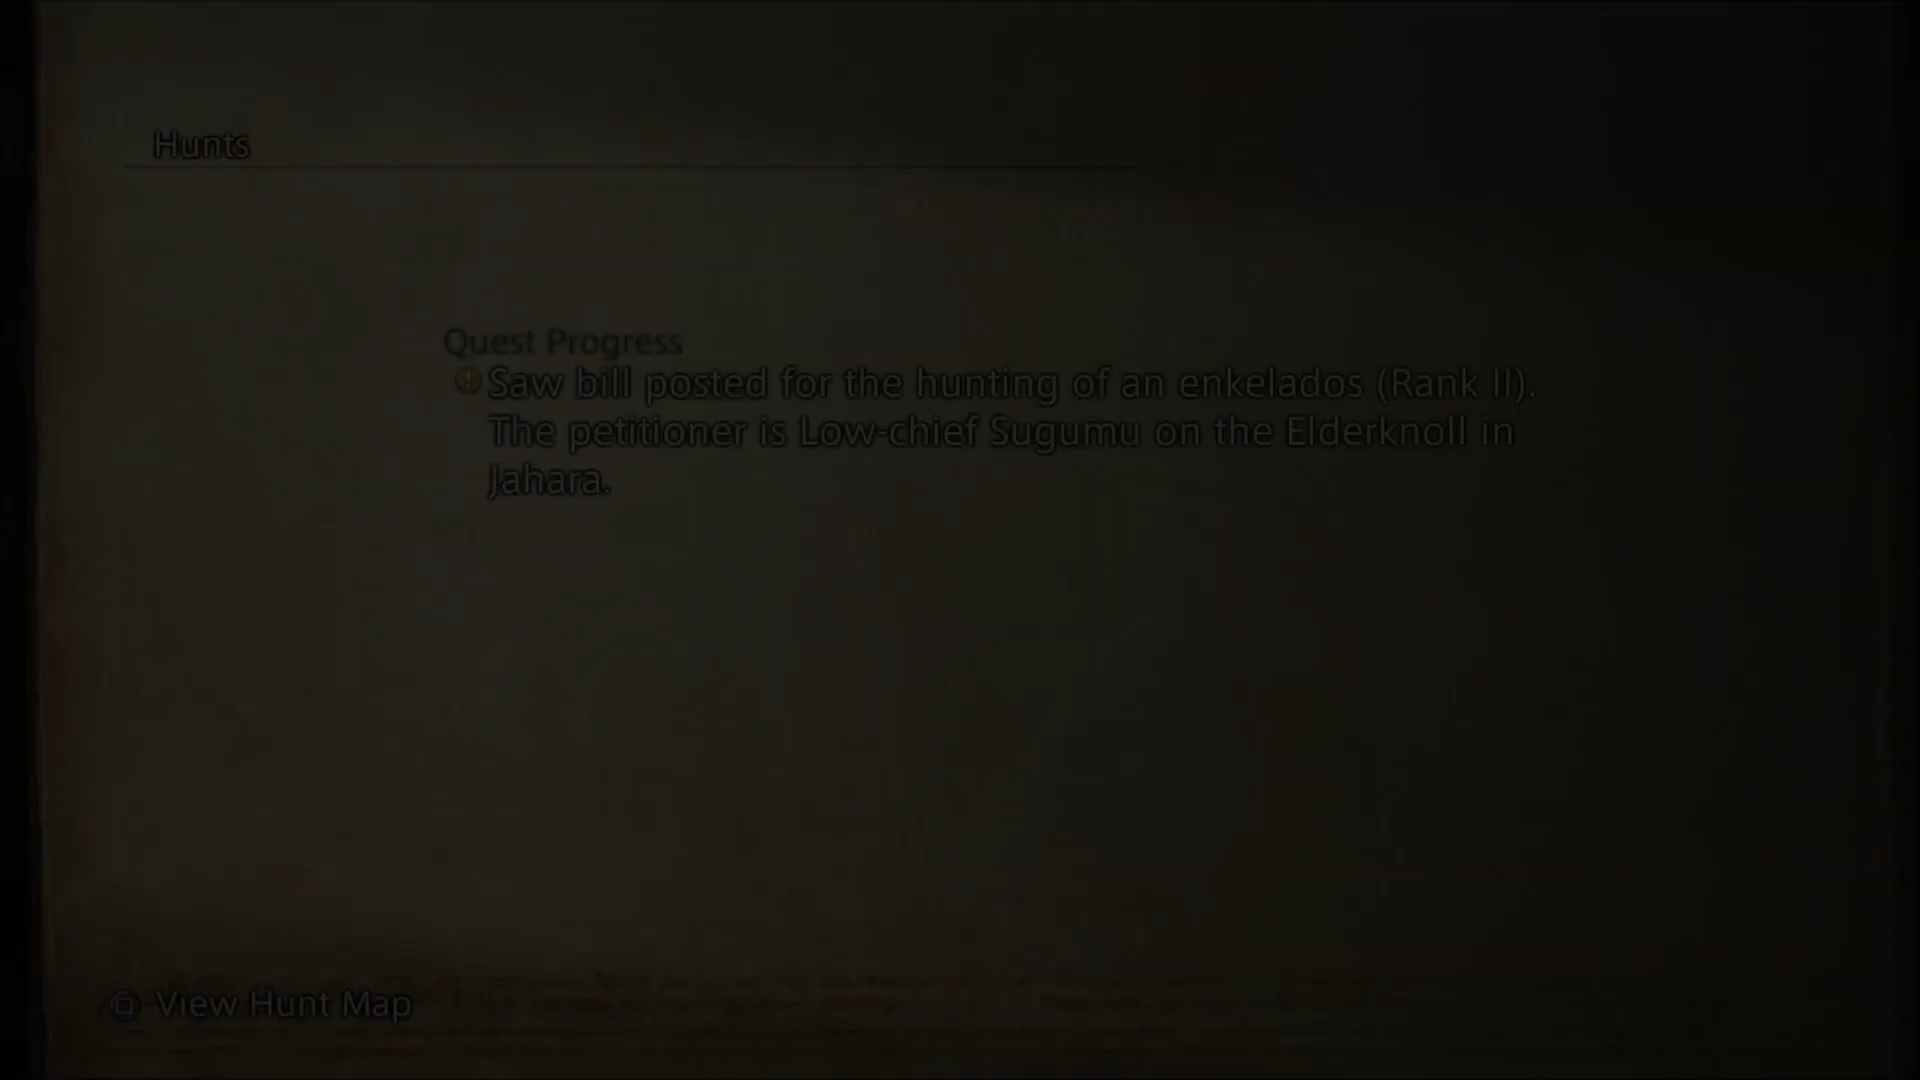 Hunts
Quest Progress
Saw bill posted for the hunting of an enkelados (Rank II).
The petitioner is Low-chief Sugumu on the Elderknoll in
Jahara.
View Hunt Map